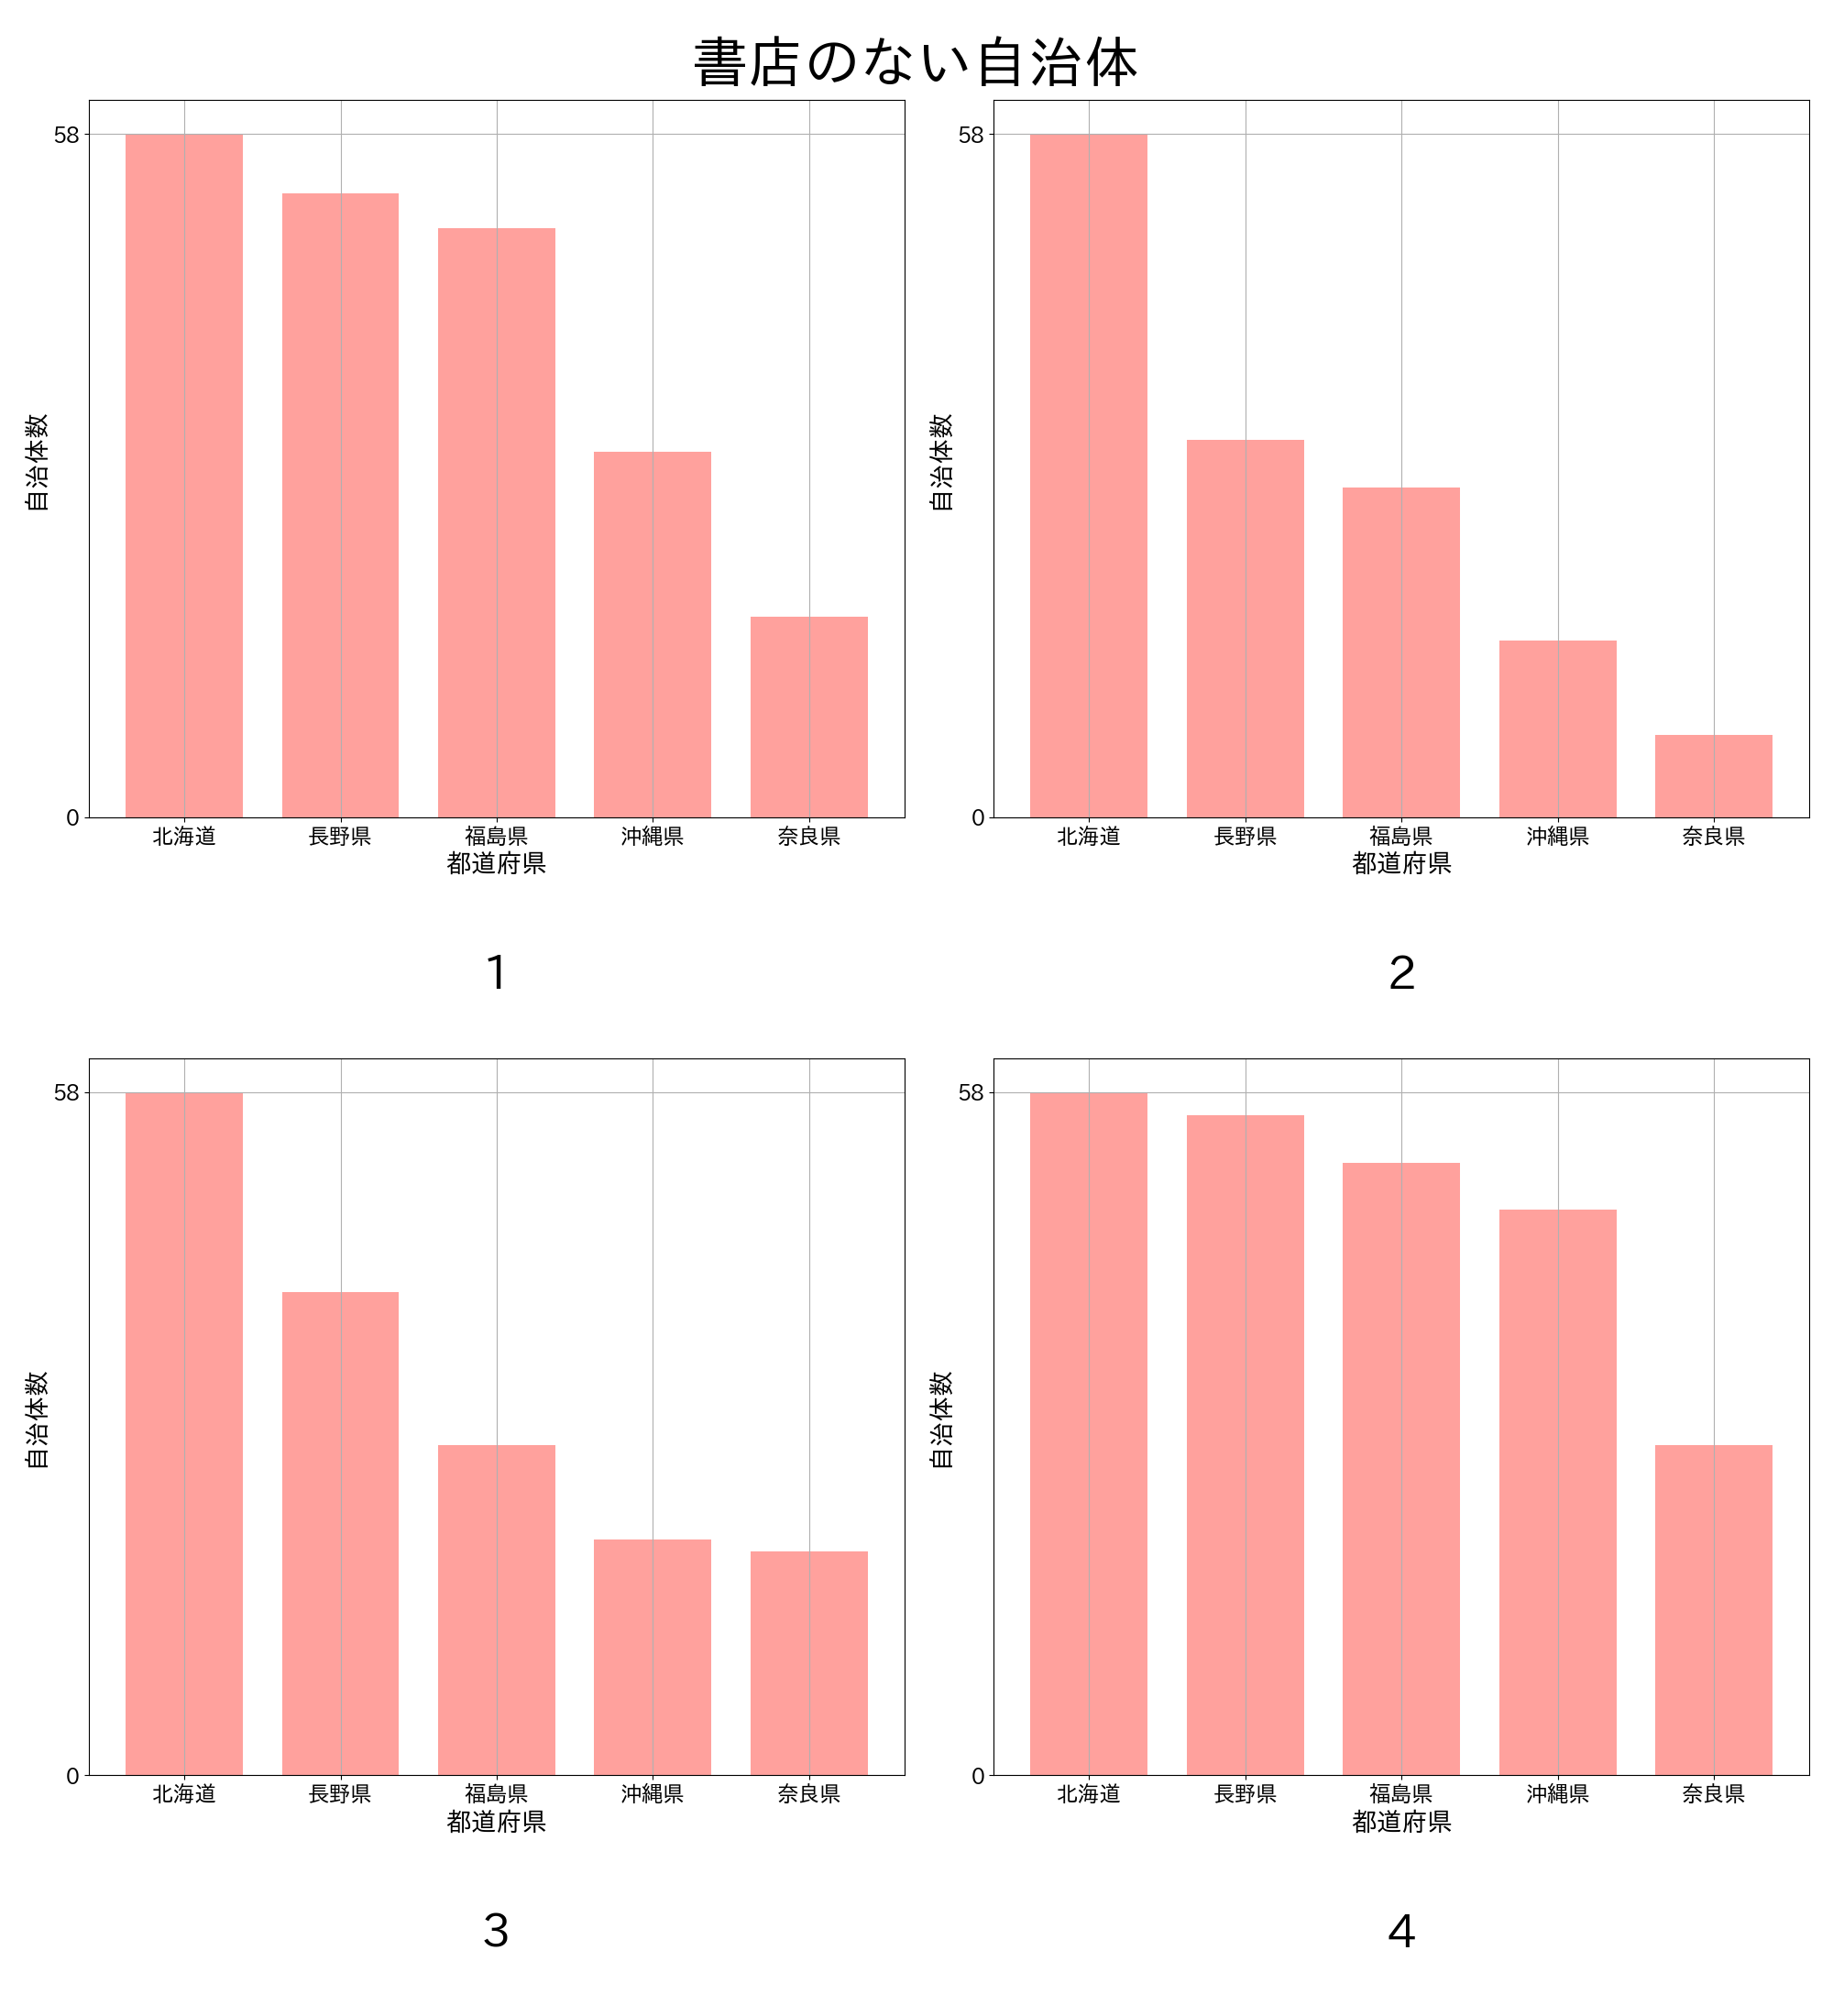 書店のない自治体
58
0
自治体数
北海道 長野県 福島県 沖縄県 奈良県
都道府県
1
58
0
自治体数
北海道 長野県 福島県 沖縄県 奈良県
都道府県
2
58
0
自治体数
北海道 長野県 福島県 沖縄県 奈良県
都道府県
3
58
0
自治体数
北海道 長野県 福島県 沖縄県 奈良県
都道府県
4